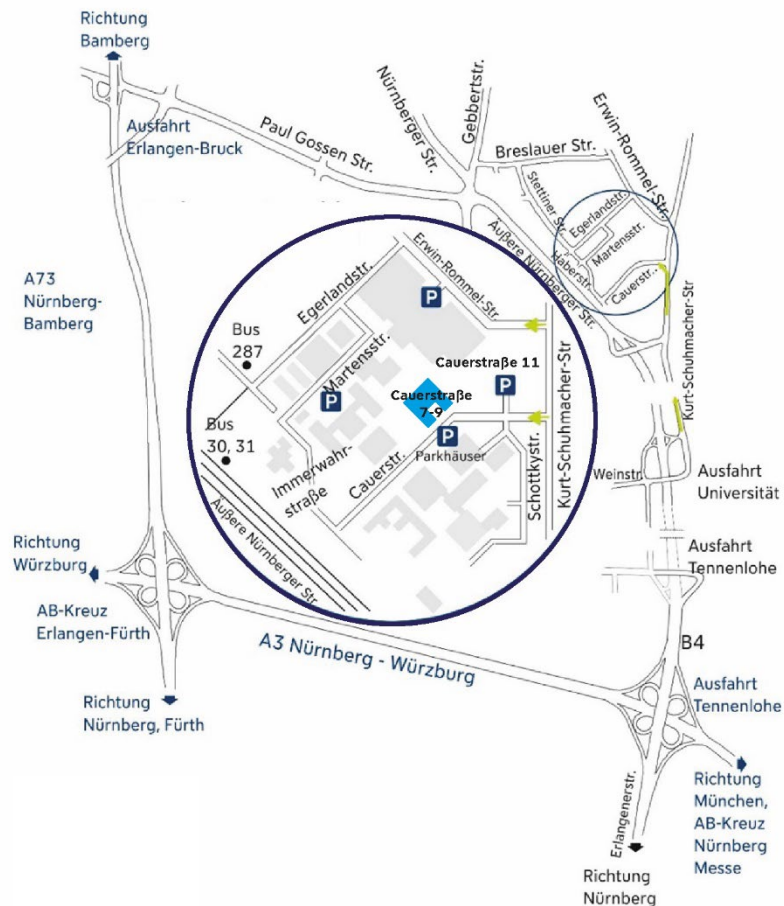 Richtung
Bamberg
Ausfahrt
Erlangen-Bruck
Paul Gossen Str.
Nürnberger Str.
Gebbertstr.
Breslauer Str.
Erwin-Rommel-Str.
Stettiner Str.
Egerlandstr.
Martensstr.
Haberstr.
Cauerstr.
Äußere Nürnberger Str.
Kurt-Schuhmacher-Str
A73
Nürnberg-
Bamberg
Egerlandstr.
Erwin-Rommel-Str.
P
Bus
287
Martensstr.
Cauerstraße 11
P
P
Cauerstraße
7-9
P
Parkhäuser
Bus
30, 31
Immerwahr-
straße
Cauerstr.
Schottkystr.
Kurt-Schuhmacher-Str
Äußere Nürnberger Str.
Weinstr.
Ausfahrt
Universität
Ausfahrt
Tennenlohe
Richtung
Würzburg
AB-Kreuz
Erlangen-Fürth
A3 Nürnberg - Würzburg
B4
Ausfahrt
Tennenlohe
Richtung
Nürnberg, Fürth
Erlangenerstr.
Richtung
München,
AB-Kreuz
Nürnberg
Messe
Richtung
Nürnberg